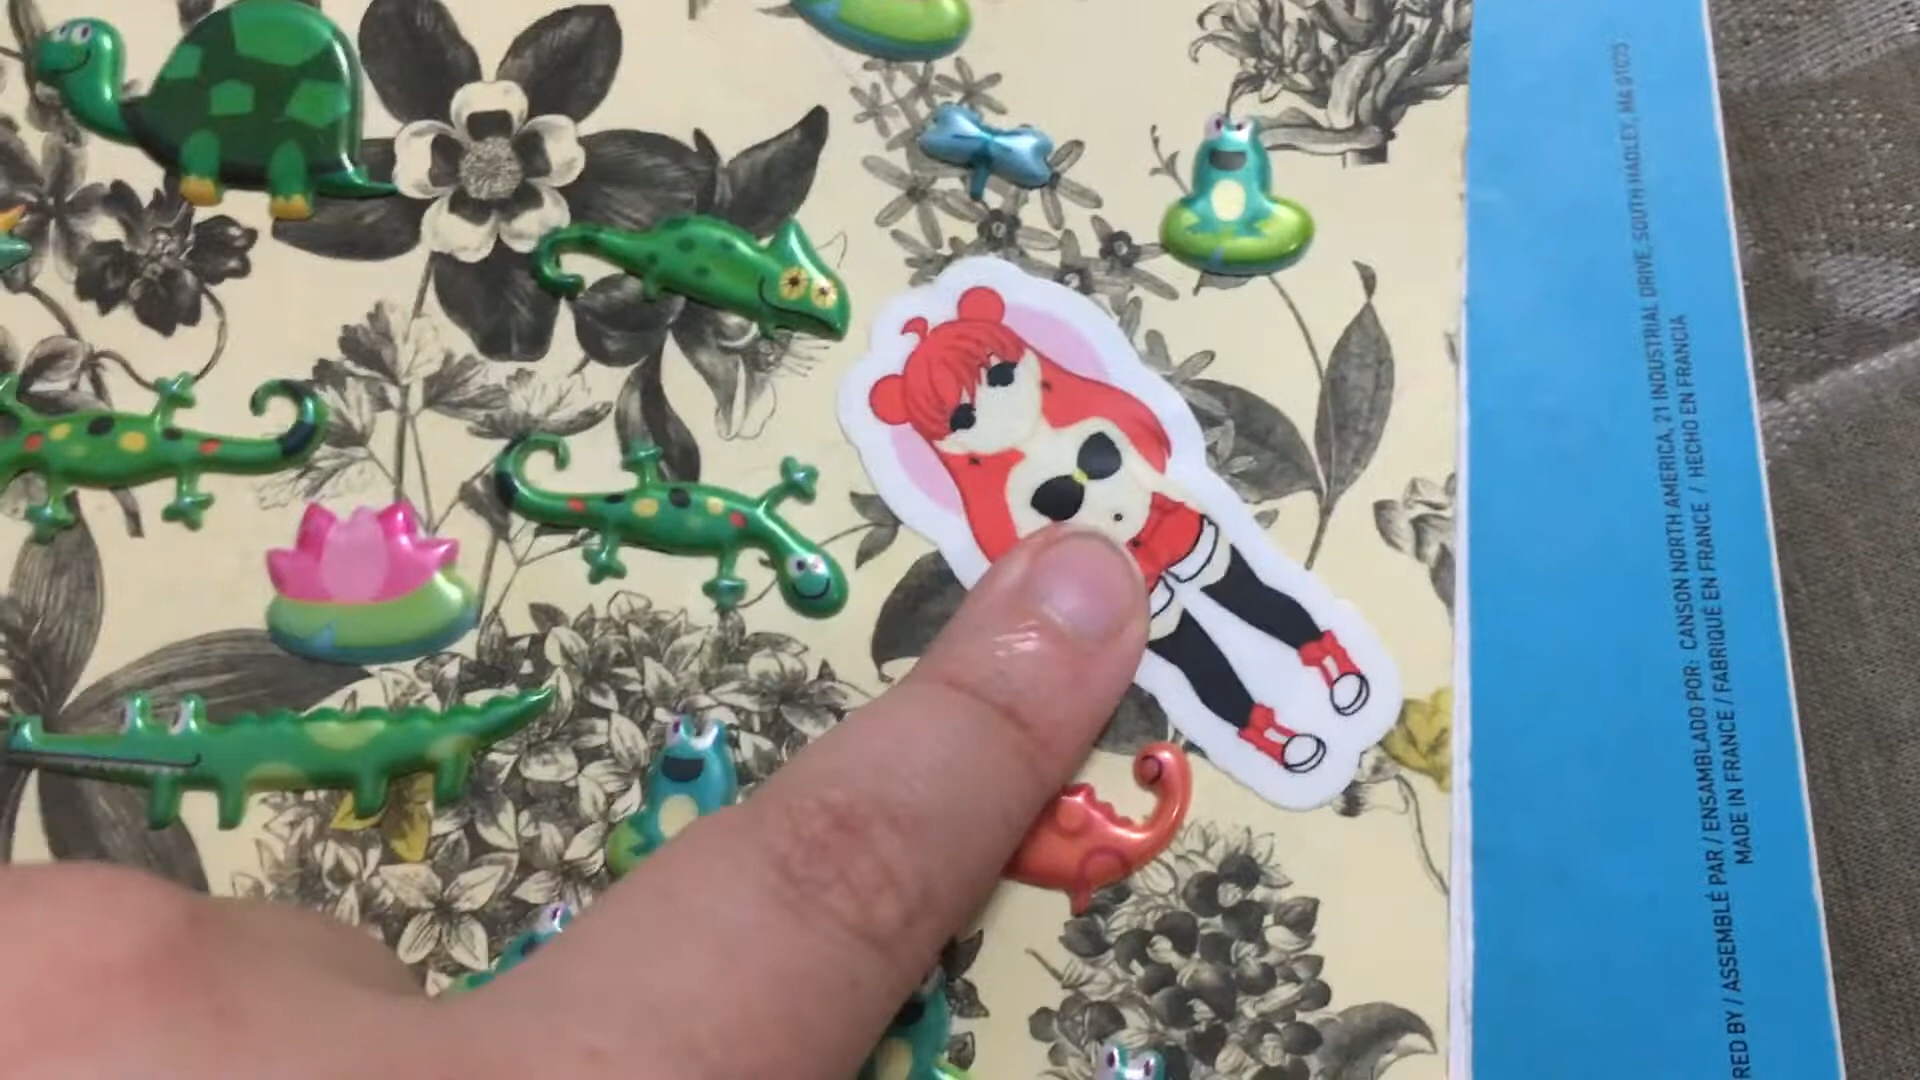 RED BY / ASSEMBLÉ PAR / ENSAMBLADO POR: CANSON NORTH AMERICA, 21 INDUSTRIAL DRIVE, SOUTH HADLEY, MA 01075
MADE IN FRANCE / FABRIQUÉ EN FRANCE / HECHO EN FRANCIA